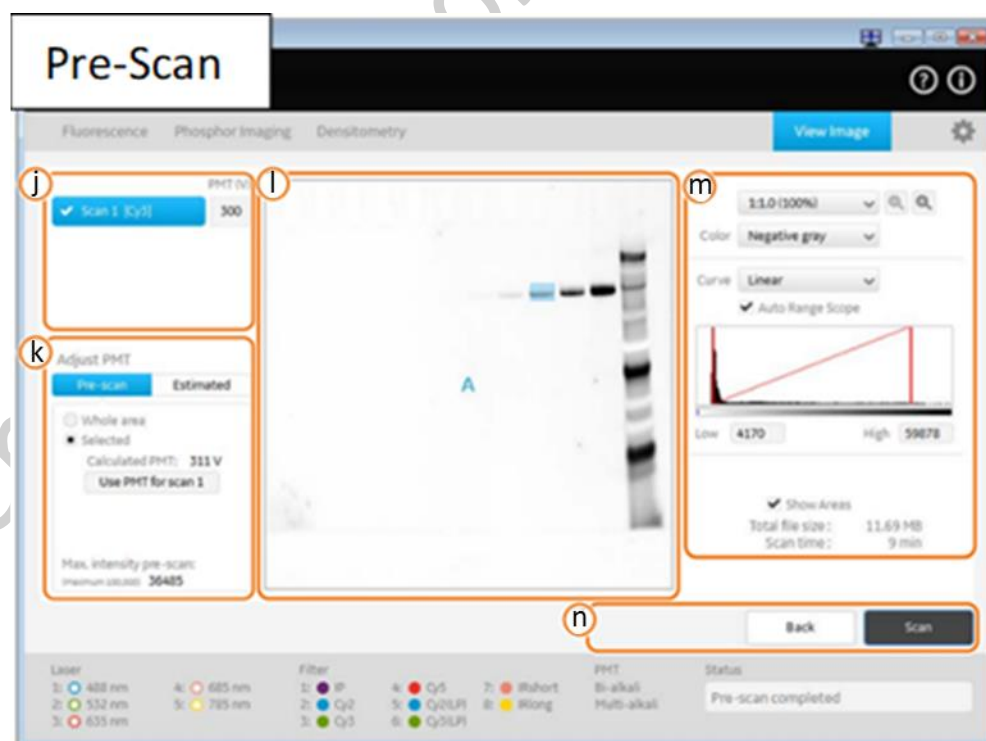 Pre-Scan
Fluorescence Phosphor Imaging Densitometry View Image
j
PMT (V)
Scan 1 [Cy5] 300
k
Adjust PMT
Pre-scan Estimated
Whole area
Selected
Calculated PMT: 311 V
Use PMT for scan 1
Max. intensity pre-scan:
36485
l
A
m
1:1.0 (100%)
Color Negative gray
Curve Linear
Auto Range Scope
Low 4170 High 59878
Show Areas
Total file size: 11.69 MB
Scan time: 9 min
n
Back Scan
Laser
1: 488 nm 4: 685 nm
2: 532 nm 5: 785 nm
3: 635 nm
Filter
1: IP 4: Cy5 7: IRshort
2: Cy2 5: Cy2(LP) 8: IRlong
3: Cy3 6: Cy3(LP)
PMT
Bi-alkali
Multi-alkali
Status
Pre-scan completed